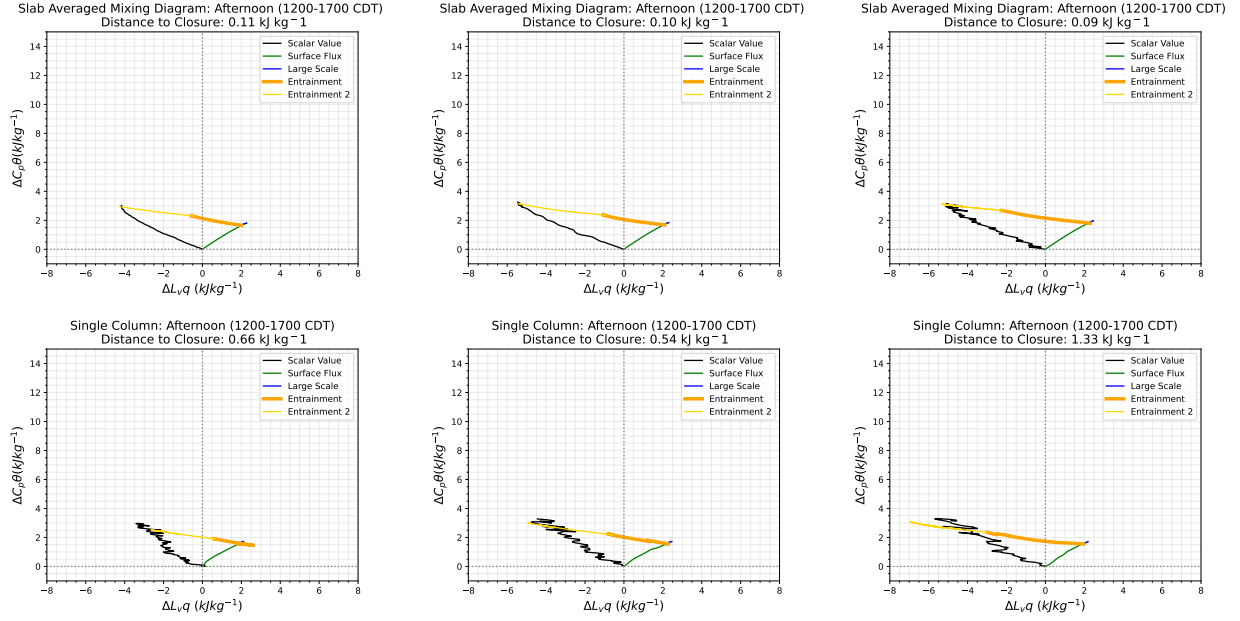 Slab Averaged Mixing Diagram: Afternoon (1200-1700 CDT)
Distance to Closure: 0.11 kJ kg⁻¹
14
12
10
8
6
4
2
0
ΔCₚθ(kJkg⁻¹)
Scalar Value
Surface Flux
Large Scale
Entrainment
Entrainment 2
−8 −6 −4 −2 0 2 4 6 8
ΔLᵥq (kJkg⁻¹)
Slab Averaged Mixing Diagram: Afternoon (1200-1700 CDT)
Distance to Closure: 0.10 kJ kg⁻¹
14
12
10
8
6
4
2
0
ΔCₚθ(kJkg⁻¹)
Scalar Value
Surface Flux
Large Scale
Entrainment
Entrainment 2
−8 −6 −4 −2 0 2 4 6 8
ΔLᵥq (kJkg⁻¹)
Slab Averaged Mixing Diagram: Afternoon (1200-1700 CDT)
Distance to Closure: 0.09 kJ kg⁻¹
14
12
10
8
6
4
2
0
ΔCₚθ(kJkg⁻¹)
Scalar Value
Surface Flux
Large Scale
Entrainment
Entrainment 2
−8 −6 −4 −2 0 2 4 6 8
ΔLᵥq (kJkg⁻¹)
Single Column: Afternoon (1200-1700 CDT)
Distance to Closure: 0.66 kJ kg⁻¹
14
12
10
8
6
4
2
0
ΔCₚθ(kJkg⁻¹)
Scalar Value
Surface Flux
Large Scale
Entrainment
Entrainment 2
−8 −6 −4 −2 0 2 4 6 8
ΔLᵥq (kJkg⁻¹)
Single Column: Afternoon (1200-1700 CDT)
Distance to Closure: 0.54 kJ kg⁻¹
14
12
10
8
6
4
2
0
ΔCₚθ(kJkg⁻¹)
Scalar Value
Surface Flux
Large Scale
Entrainment
Entrainment 2
−8 −6 −4 −2 0 2 4 6 8
ΔLᵥq (kJkg⁻¹)
Single Column: Afternoon (1200-1700 CDT)
Distance to Closure: 1.33 kJ kg⁻¹
14
12
10
8
6
4
2
0
ΔCₚθ(kJkg⁻¹)
Scalar Value
Surface Flux
Large Scale
Entrainment
Entrainment 2
−8 −6 −4 −2 0 2 4 6 8
ΔLᵥq (kJkg⁻¹)